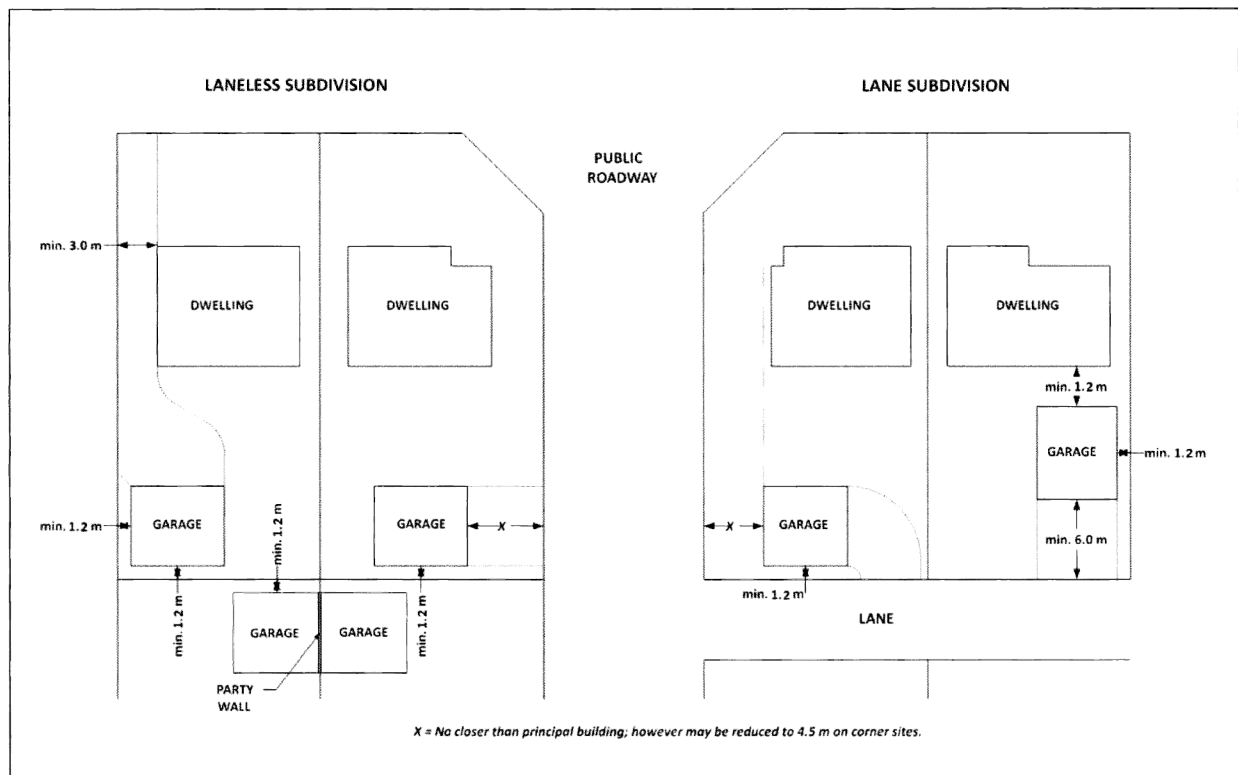 LANELESS SUBDIVISION
LANE SUBDIVISION
PUBLIC
ROADWAY
min. 3.0 m
DWELLING
DWELLING
DWELLING
DWELLING
min. 1.2 m
GARAGE
min. 1.2 m
min. 1.2 m
GARAGE
min. 1.2 m
GARAGE
X
X
GARAGE
min. 6.0 m
min. 1.2 m
min. 1.2 m
min. 1.2 m
GARAGE
GARAGE
LANE
PARTY
WALL
X = No closer than principal building; however may be reduced to 4.5 m on corner sites.